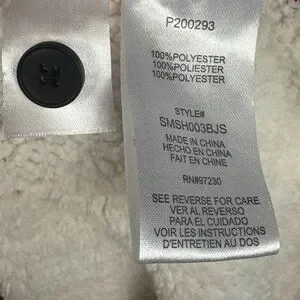 P200293
100%POLYESTER
100%POLIESTER
100%POLYESTER
STYLE#
SMSH003BJS
MADE IN CHINA
HECHO EN CHINA
FAIT EN CHINE
RN#97230
SEE REVERSE FOR CARE
VER AL REVERSO
PARA EL CUIDADO
VOIR LES INSTRUCTIONS
D'ENTRETIEN AU DOS